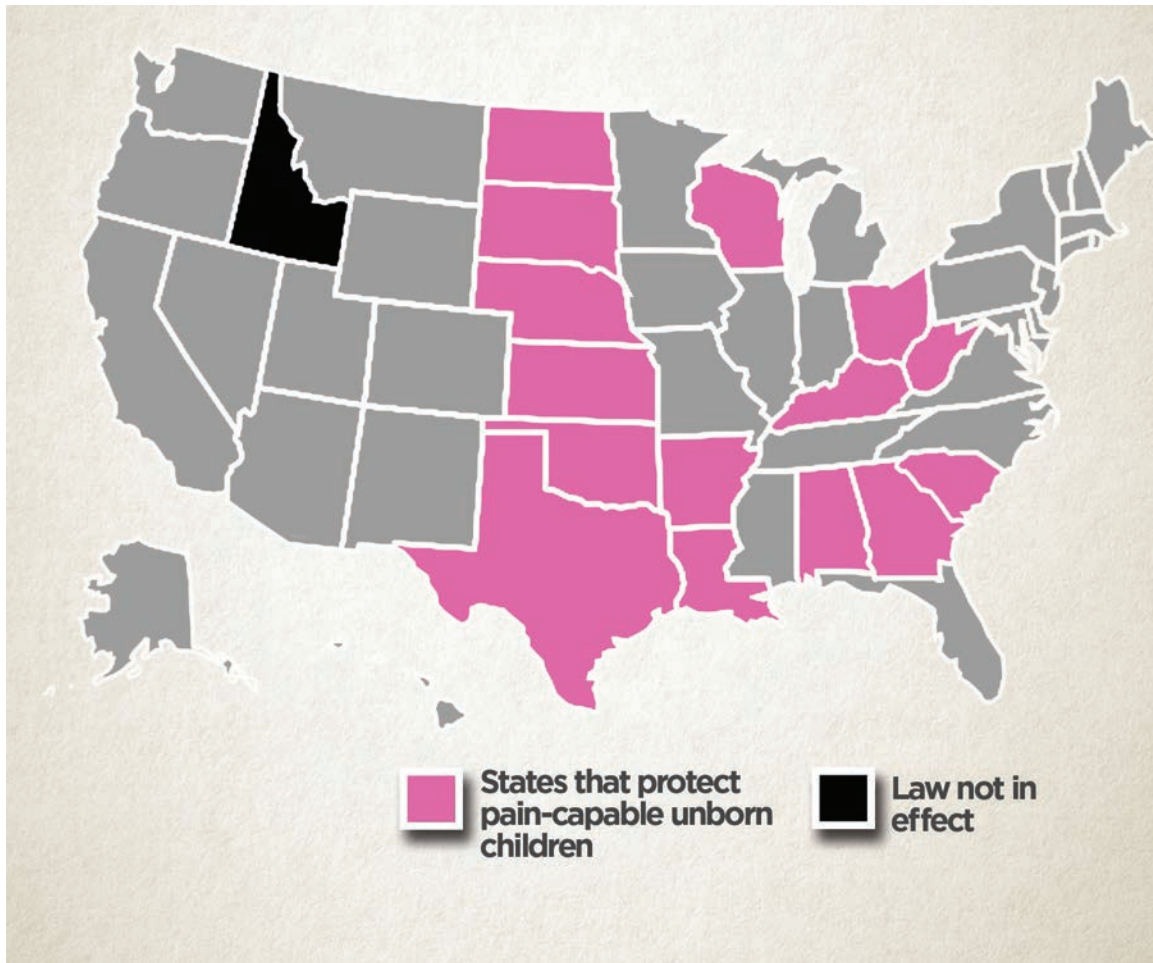 States that protect
pain-capable unborn
children
Law not in
effect